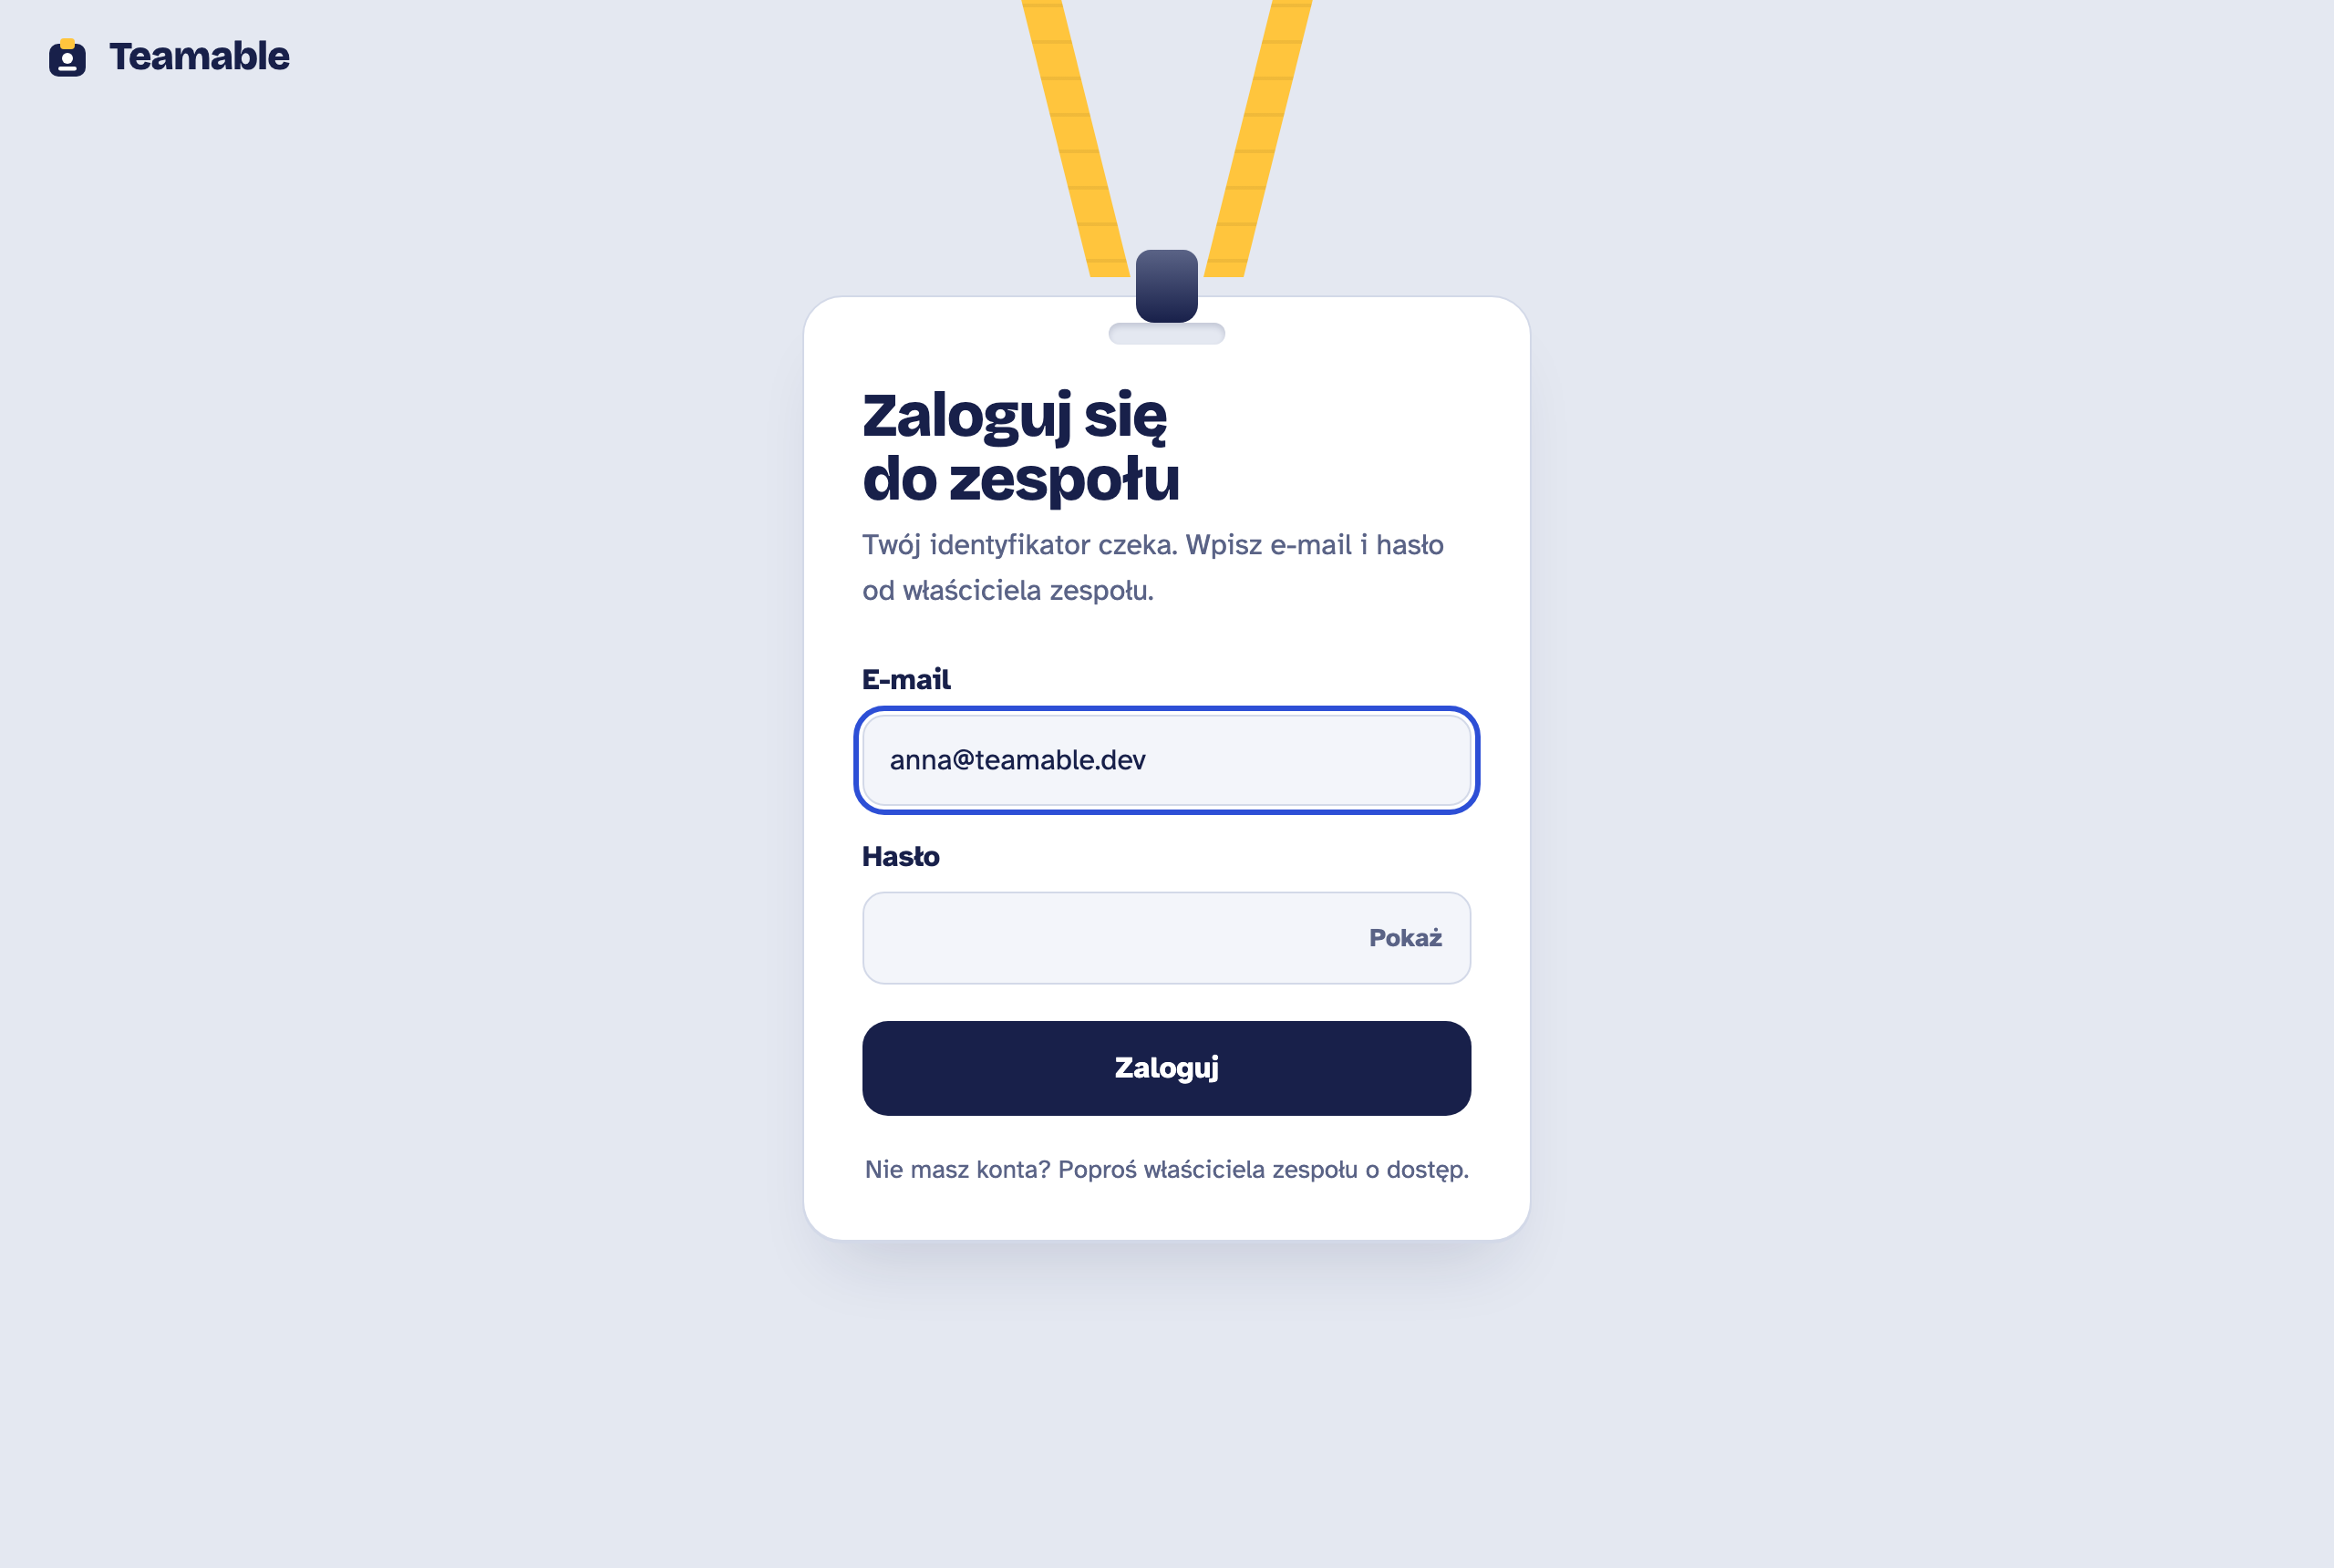 Teamable
Zaloguj się
do zespołu
Twój identyfikator czeka. Wpisz e-mail i hasło
od właściciela zespołu.
E-mail
anna@teamable.dev
Hasło
Pokaż
Zaloguj
Nie masz konta? Poproś właściciela zespołu o dostęp.